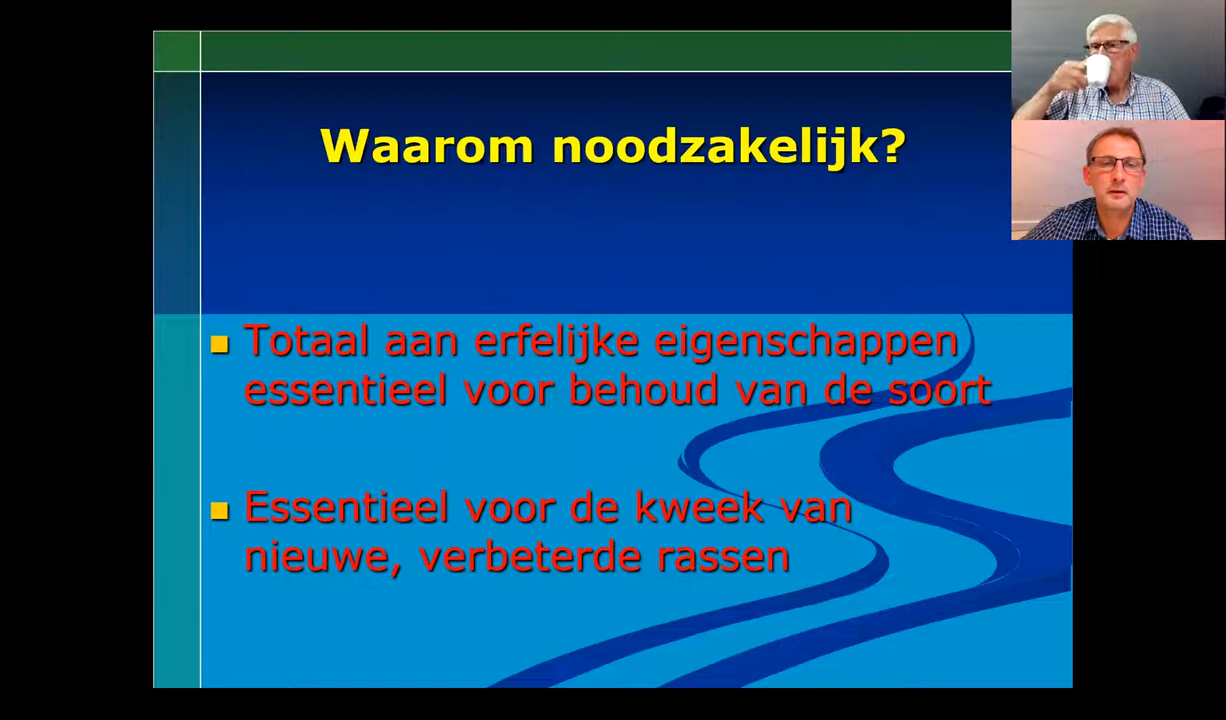 Waarom noodzakelijk?
Totaal aan erfelijke eigenschappen
essentieel voor behoud van de soort
Essentieel voor de kweek van
nieuwe, verbeterde rassen